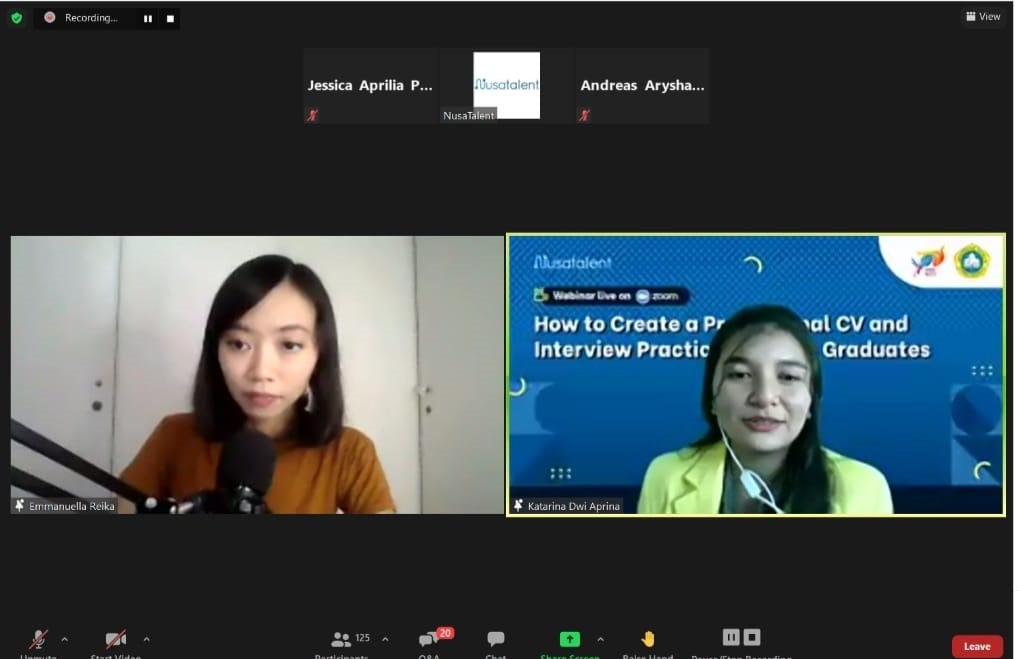 Recording...
View
Jessica Aprilia P...
Nusatalent
NusaTalent
Andreas Arysha...
Nusatalent
Webinar Live on zoom
How to Create a Pr al CV and
Interview Practic Graduates
Emmanuella Reika
Katarina Dwi Aprina
125
20
Unmute
Start Video
Participants
Q&A
Chat
Share Screen
Raise Hand
Pause/Stop Recording
Leave